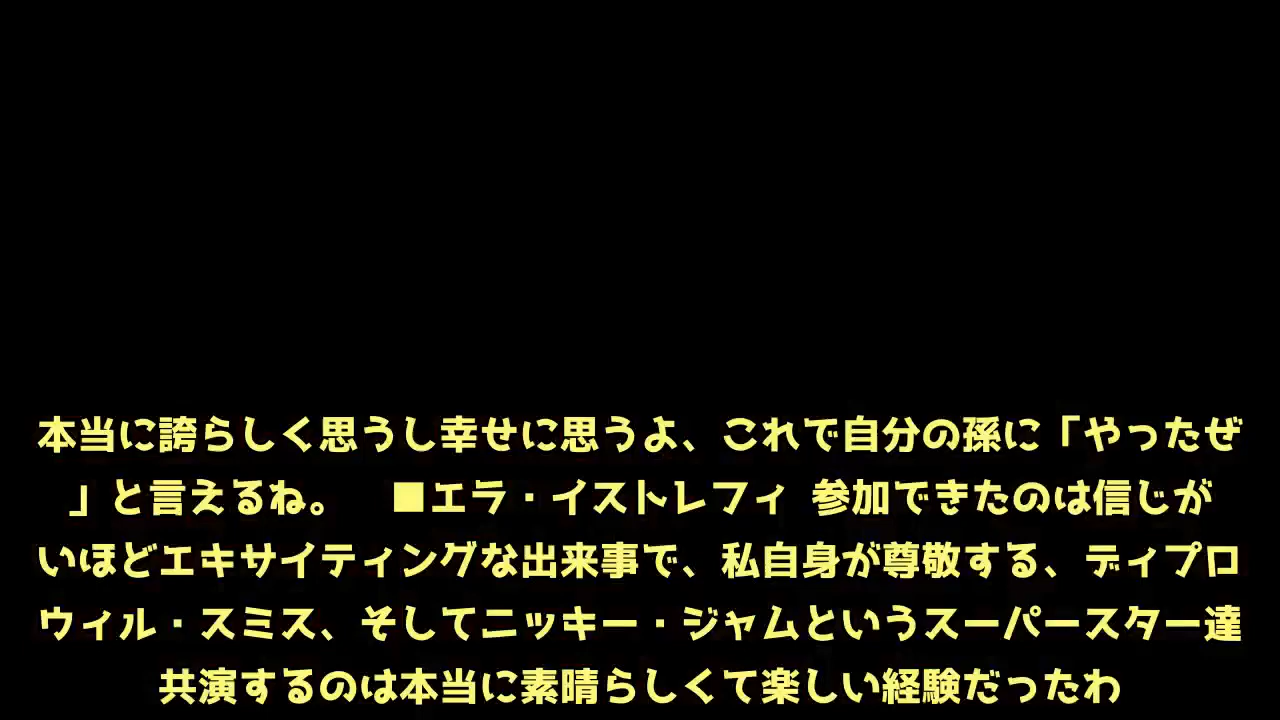 本当に誇らしく思うし幸せに思うよ、これで自分の孫に「やったぜ
」と言えるね。　■エラ・イストレフィ 参加できたのは信じが
いほどエキサイティングな出来事で、私自身が尊敬する、ディプロ
ウィル・スミス、そしてニッキー・ジャムというスーパースター達
共演するのは本当に素晴らしくて楽しい経験だったわ